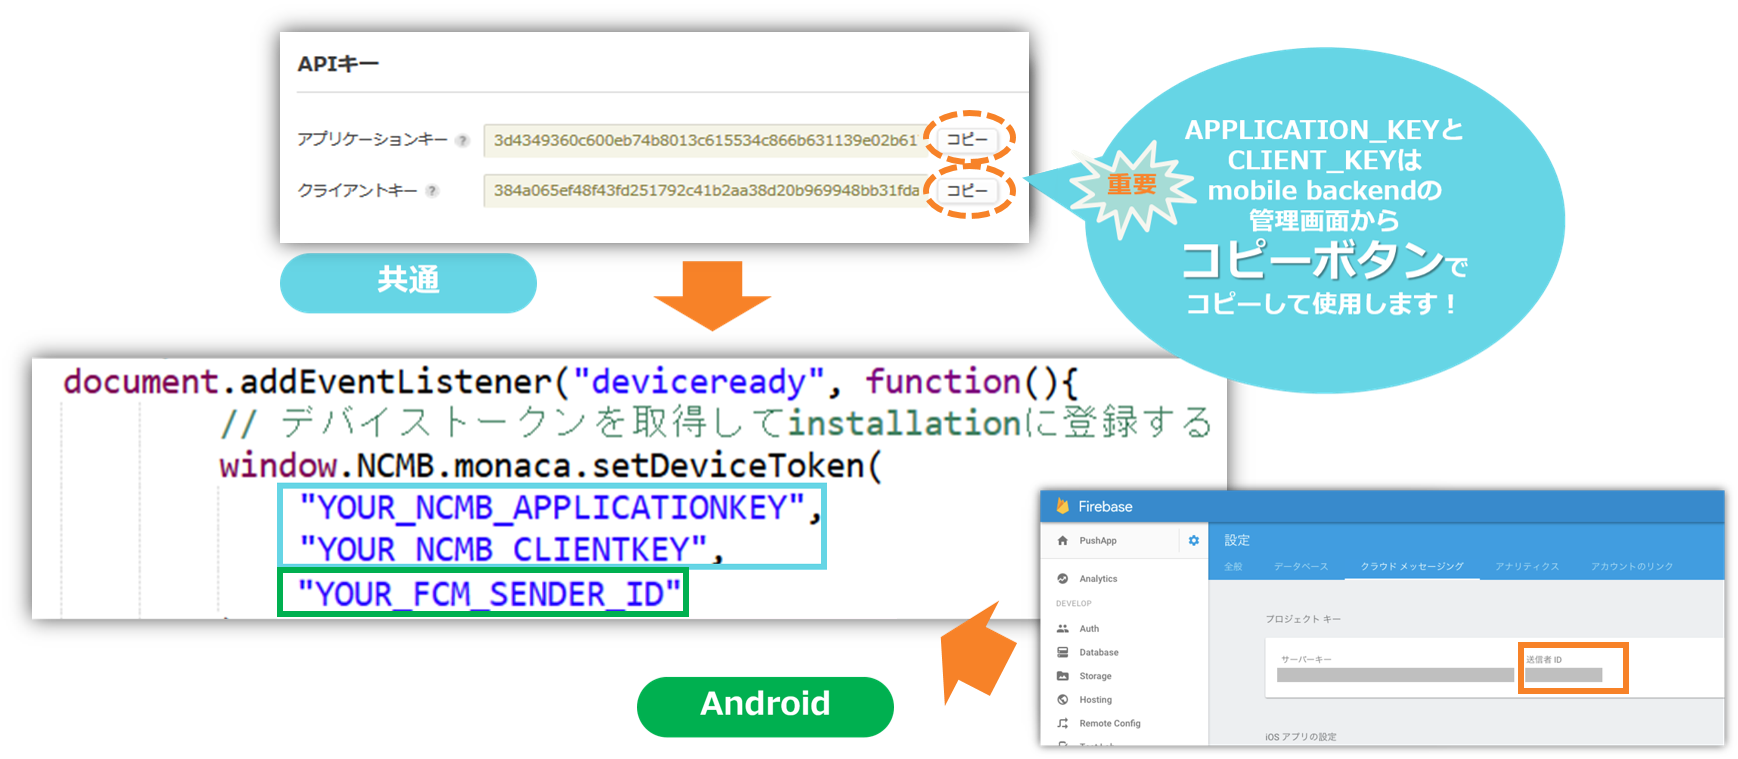 APIキー
アプリケーションキー ?
3d4349360c600eb74b8013c615534c866b631139e02b61
コピー
クライアントキー ?
384a065ef48f43fd251792c41b2aa38d20b969948bb31fda
コピー
重要
APPLICATION_KEYと
CLIENT_KEYは
mobile backendの
管理画面から
コピーボタンで
コピーして使用します！
共通
document.addEventListener("deviceready", function(){
// デバイストークンを取得してinstallationに登録する
window.NCMB.monaca.setDeviceToken(
"YOUR_NCMB_APPLICATIONKEY",
"YOUR_NCMB_CLIENTKEY",
"YOUR_FCM_SENDER_ID"
Android
Firebase
PushApp
設定
全般 データベース クラウド メッセージング アナリティクス アカウントのリンク
Analytics
DEVELOP
Auth
Database
Storage
Hosting
Remote Config
プロジェクト キー
サーバーキー
送信者 ID
iOS アプリの設定